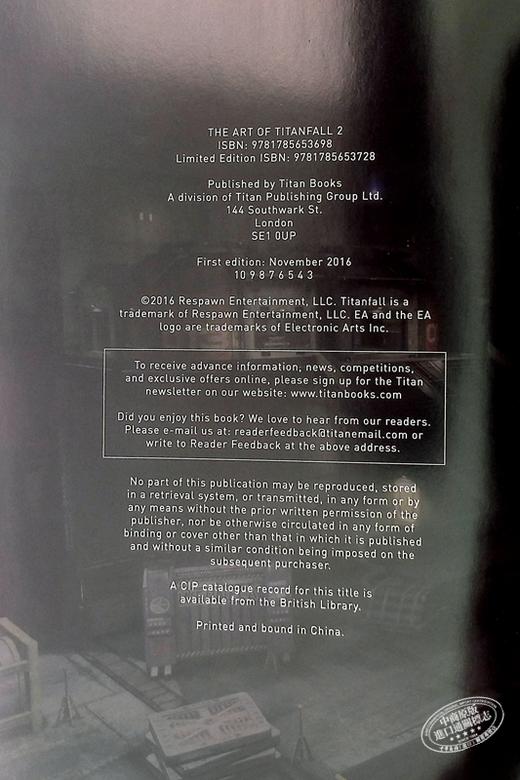 THE ART OF TITANFALL 2
ISBN: 9781785653698
Limited Edition ISBN: 9781785653728
Published by Titan Books
A division of Titan Publishing Group Ltd.
144 Southwark St.
London
SE1 0UP
First edition: November 2016
10 9 8 7 6 5 4 3
©2016 Respawn Entertainment, LLC. Titanfall is a
trademark of Respawn Entertainment, LLC. EA and the EA
logo are trademarks of Electronic Arts Inc.
To receive advance information, news, competitions,
and exclusive offers online, please sign up for the Titan
newsletter on our website: www.titanbooks.com
Did you enjoy this book? We love to hear from our readers.
Please e-mail us at: readerfeedback@titanemail.com or
write to Reader Feedback at the above address.
No part of this publication may be reproduced, stored
in a retrieval system, or transmitted, in any form or by
any means without the prior written permission of the
publisher, nor be otherwise circulated in any form of
binding or cover other than that in which it is published
and without a similar condition being imposed on the
subsequent purchaser.
A CIP catalogue record for this title is
available from the British Library.
Printed and bound in China.
中商原版